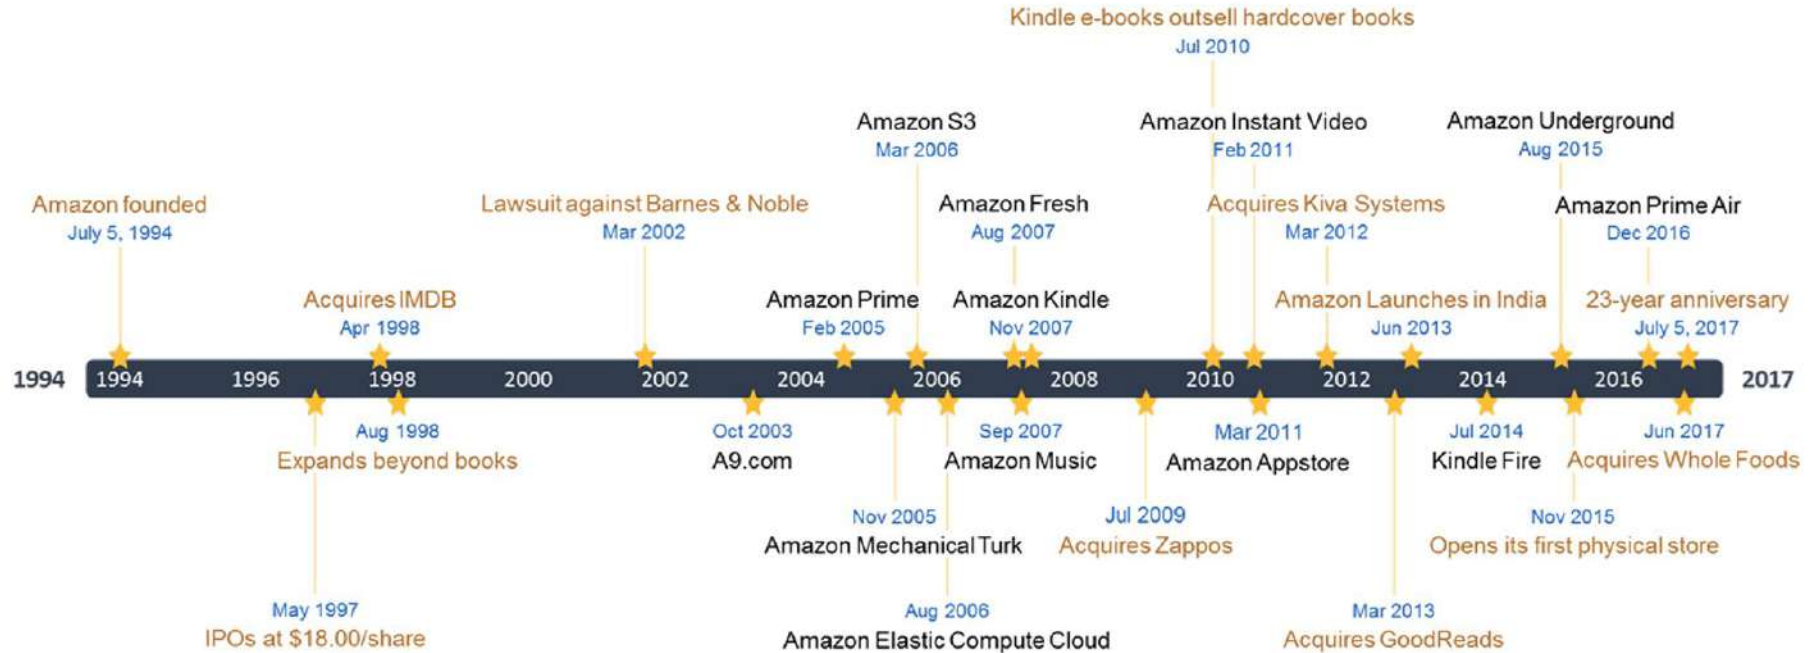 Kindle e-books outsell hardcover books
Jul 2010
Amazon S3
Mar 2006
Amazon Instant Video
Feb 2011
Amazon Underground
Aug 2015
Amazon founded
July 5, 1994
Lawsuit against Barnes & Noble
Mar 2002
Amazon Fresh
Aug 2007
Acquires Kiva Systems
Mar 2012
Amazon Prime Air
Dec 2016
Acquires IMDB
Apr 1998
Amazon Prime
Feb 2005
Amazon Kindle
Nov 2007
Amazon Launches in India
Jun 2013
23-year anniversary
July 5, 2017
1994 1994 1996 1998 2000 2002 2004 2006 2008 2010 2012 2014 2016 2017
Aug 1998
Expands beyond books
Oct 2003
A9.com
Sep 2007
Amazon Music
Mar 2011
Amazon Appstore
Jul 2014
Kindle Fire
Jun 2017
Acquires Whole Foods
Nov 2005
Amazon Mechanical Turk
Jul 2009
Acquires Zappos
Nov 2015
Opens its first physical store
May 1997
IPOs at $18.00/share
Aug 2006
Amazon Elastic Compute Cloud
Mar 2013
Acquires GoodReads